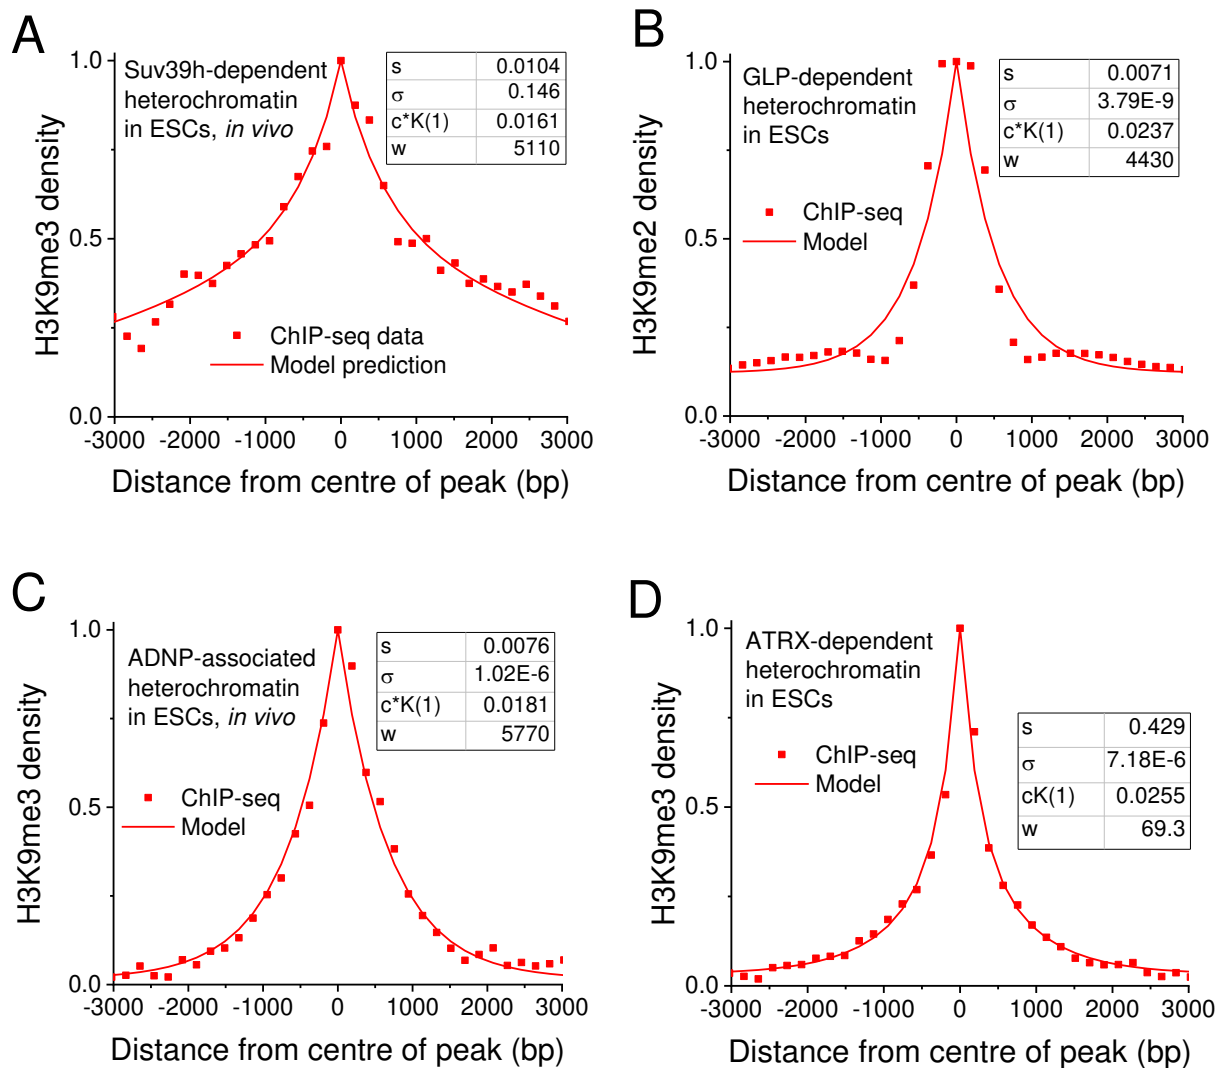 A
Suv39h-dependent
heterochromatin
in ESCs, in vivo
s 0.0104
σ 0.146
c*K(1) 0.0161
w 5110
ChIP-seq data
Model prediction
H3K9me3 density
1.0
0.5
0.0
-3000 -2000 -1000 0 1000 2000 3000
Distance from centre of peak (bp)
B
GLP-dependent
heterochromatin
in ESCs
s 0.0071
σ 3.79E-9
c*K(1) 0.0237
w 4430
ChIP-seq
Model
H3K9me2 density
1.0
0.5
0.0
-3000 -2000 -1000 0 1000 2000 3000
Distance from centre of peak (bp)
C
ADNP-associated
heterochromatin
in ESCs, in vivo
s 0.0076
σ 1.02E-6
c*K(1) 0.0181
w 5770
ChIP-seq
Model
H3K9me3 density
1.0
0.5
0.0
-3000 -2000 -1000 0 1000 2000 3000
Distance from centre of peak (bp)
D
ATRX-dependent
heterochromatin
in ESCs
s 0.429
σ 7.18E-6
cK(1) 0.0255
w 69.3
ChIP-seq
Model
H3K9me3 density
1.0
0.5
0.0
-3000 -2000 -1000 0 1000 2000 3000
Distance from centre of peak (bp)